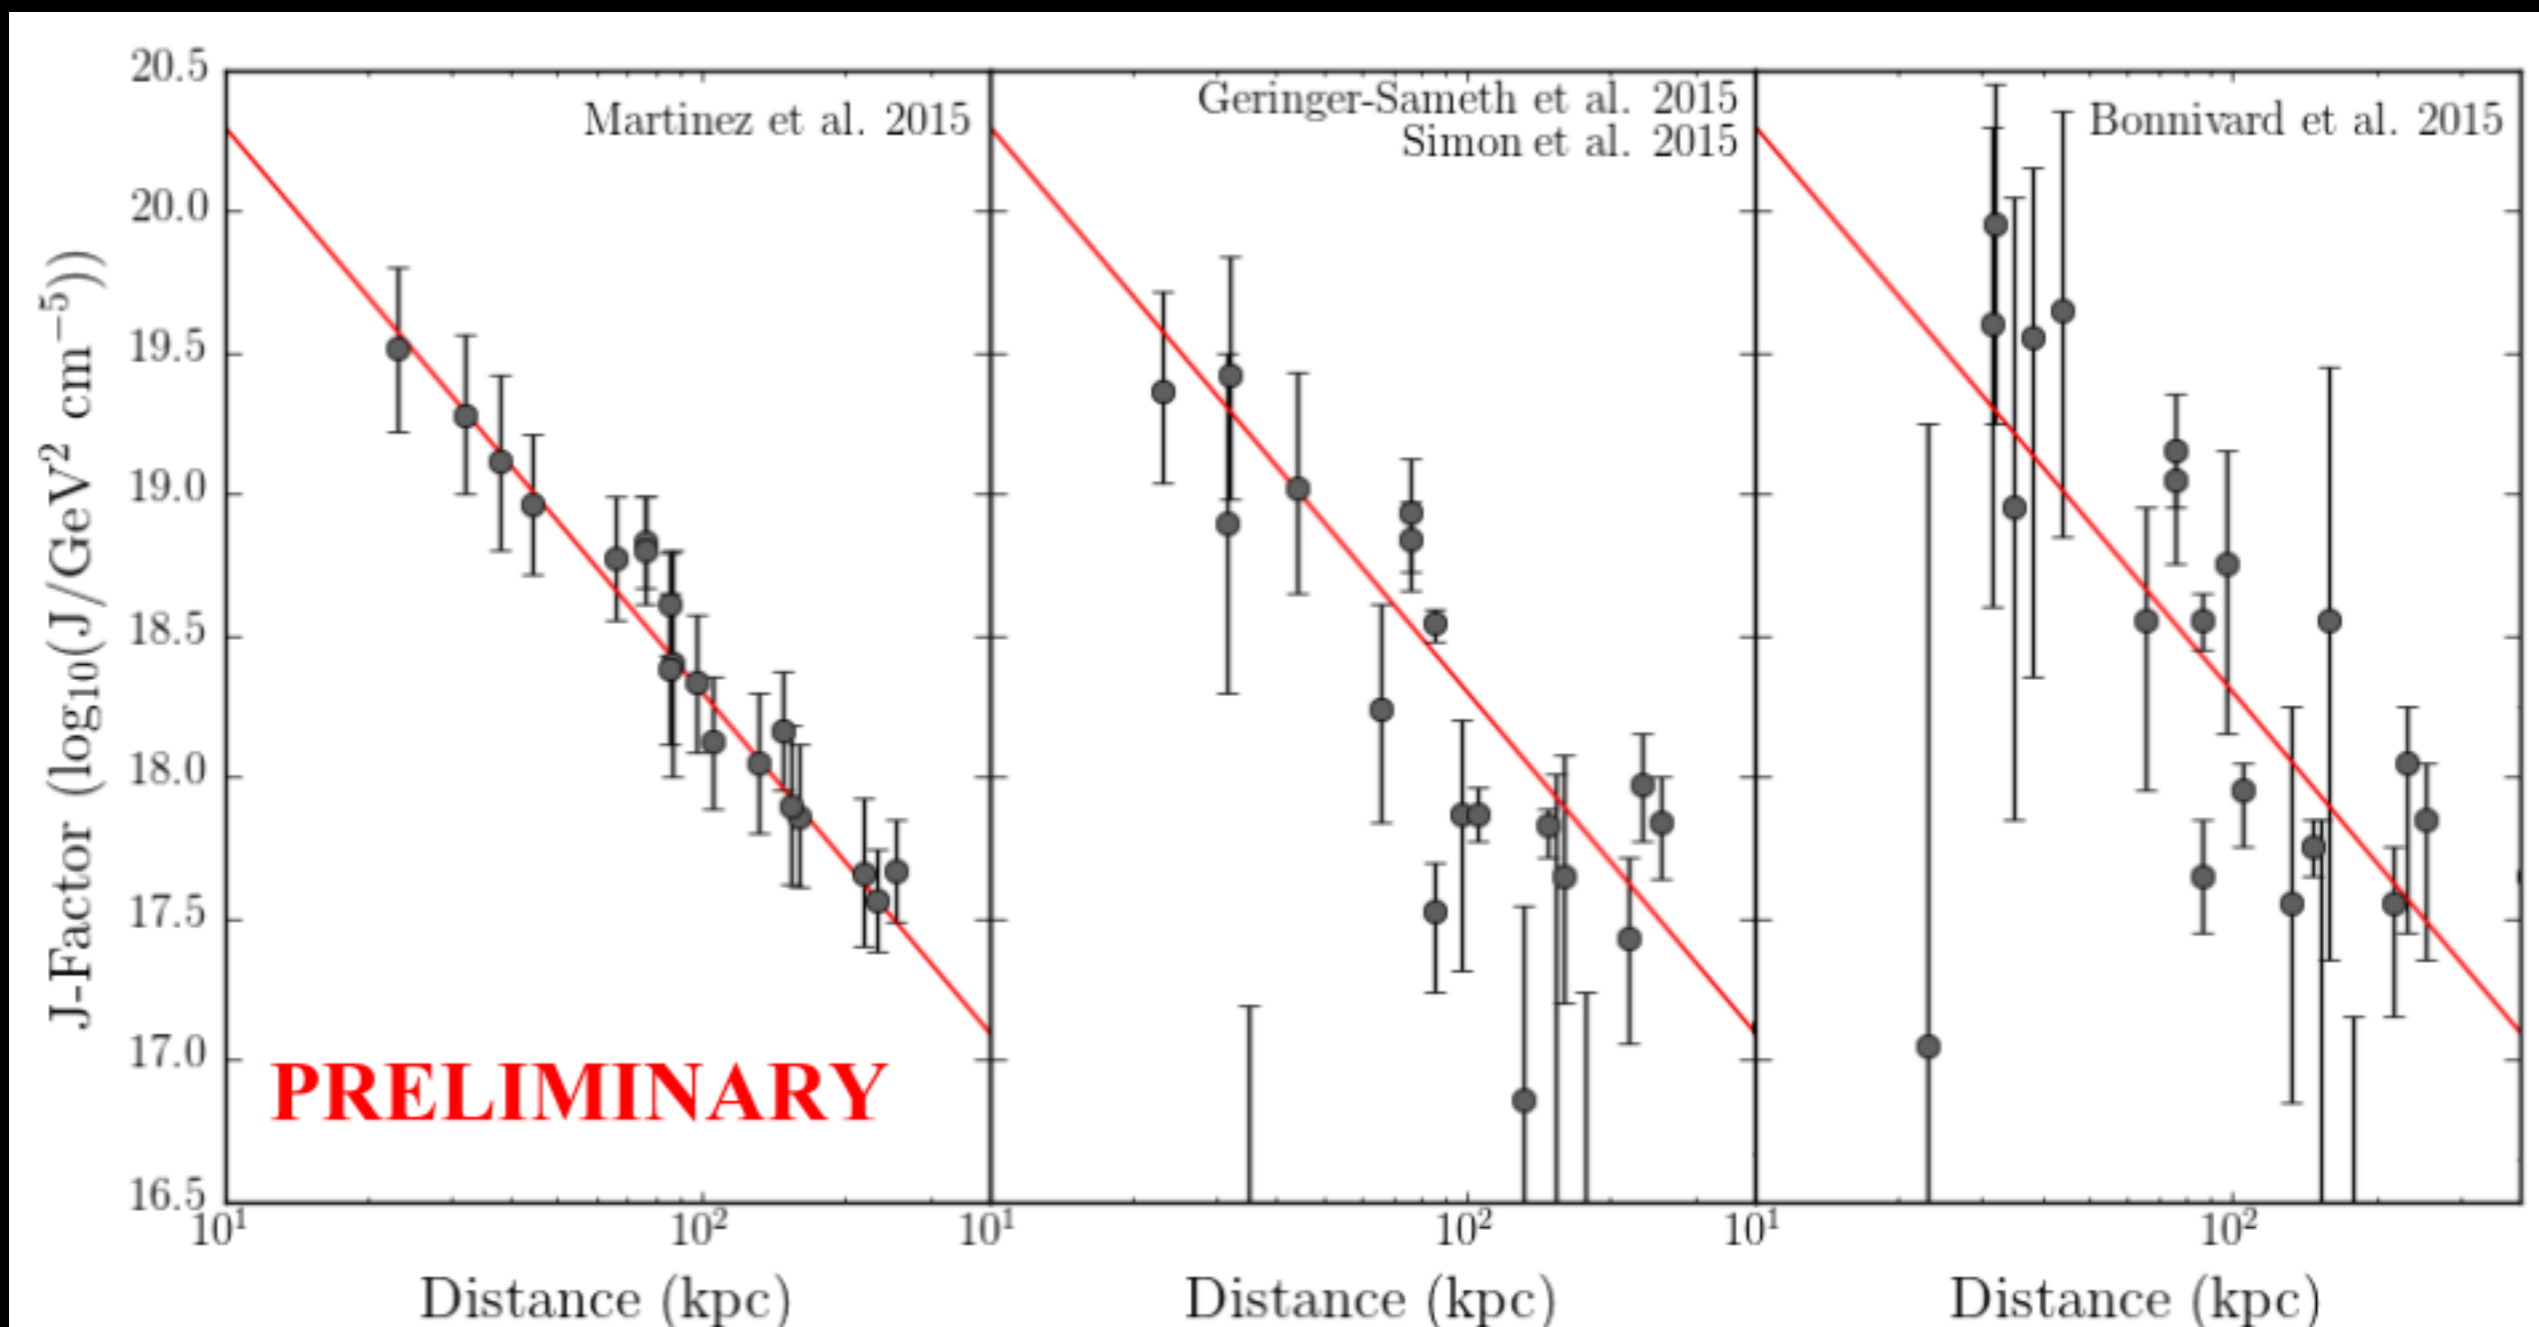 Martinez et al. 2015
Geringer-Sameth et al. 2015
Simon et al. 2015
Bonnivard et al. 2015
J-Factor (log₁₀(J/GeV² cm⁻⁵))
20.5
20.0
19.5
19.0
18.5
18.0
17.5
17.0
16.5
PRELIMINARY
10¹ 10² 10¹ 10² 10¹ 10²
Distance (kpc) Distance (kpc) Distance (kpc)